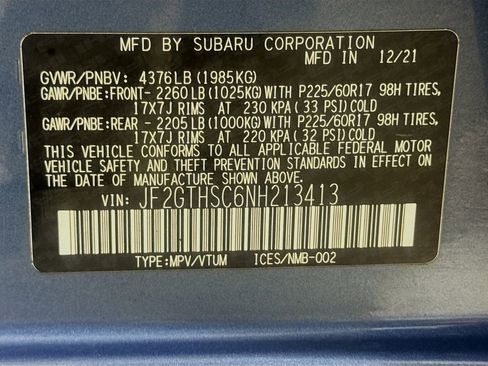 MFD BY SUBARU CORPORATION
MFD IN 12/21
GVWR/PNBV: 4376LB (1985KG)
GAWR/PNBE:FRONT- 2260LB (1025KG)WITH P225/60R17 98H TIRES,
17X7J RIMS AT 230 KPA (33 PSI)COLD
GAWR/PNBE:REAR - 2205LB (1000KG)WITH P225/60R17 98H TIRES,
17X7J RIMS AT 220 KPA (32 PSI)COLD
THIS VEHICLE CONFORMS TO ALL APPLICABLE FEDERAL MOTOR
VEHICLE SAFETY AND THEFT PREVENTION STANDARDS IN EFFECT
ON THE DATE OF MANUFACTURE SHOWN ABOVE.
VIN: JF2GTHSC6NH213413
TYPE:MPV/VTUM ICES/NMB-002